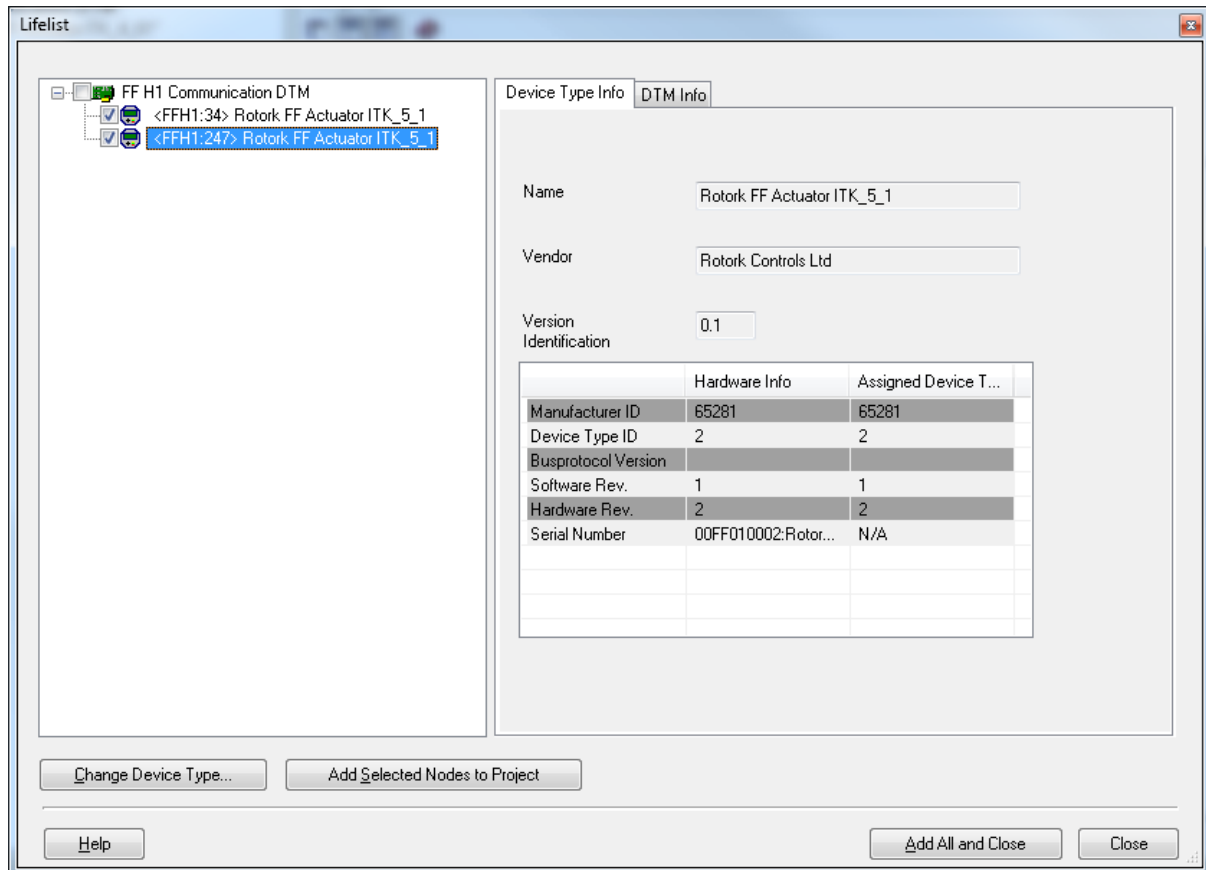 Lifelist
FF H1 Communication DTM
<FFH1:34> Rotork FF Actuator ITK_5_1
<FFH1:247> Rotork FF Actuator ITK_5_1
Device Type Info
DTM Info
Name
Rotork FF Actuator ITK_5_1
Vendor
Rotork Controls Ltd
Version
Identification
0.1
Hardware Info Assigned Device T...
Manufacturer ID 65281 65281
Device Type ID 2 2
Busprotocol Version
Software Rev. 1 1
Hardware Rev. 2 2
Serial Number 00FF010002:Rotor... N/A
Change Device Type...
Add Selected Nodes to Project
Help
Add All and Close
Close